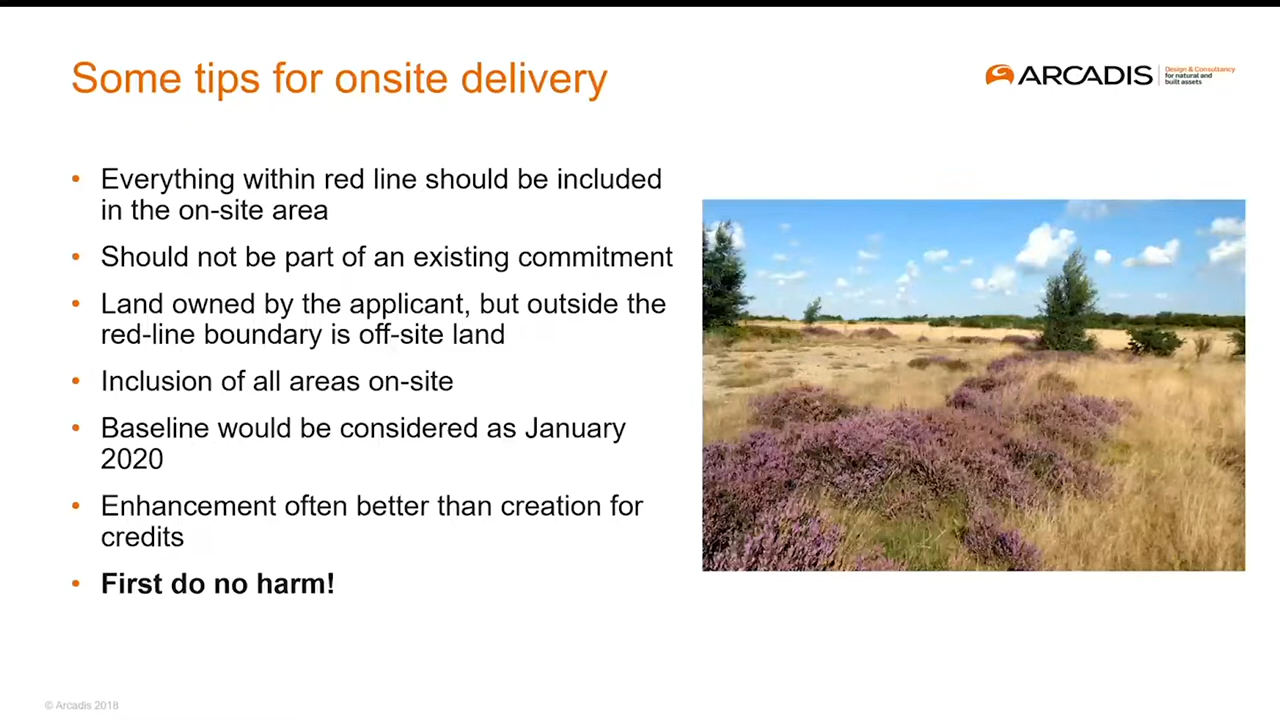 Some tips for onsite delivery
ARCADIS
Design & Consultancy
for natural and
built assets
• Everything within red line should be included
in the on-site area
• Should not be part of an existing commitment
• Land owned by the applicant, but outside the
red-line boundary is off-site land
• Inclusion of all areas on-site
• Baseline would be considered as January
2020
• Enhancement often better than creation for
credits
• First do no harm!
© Arcadis 2018